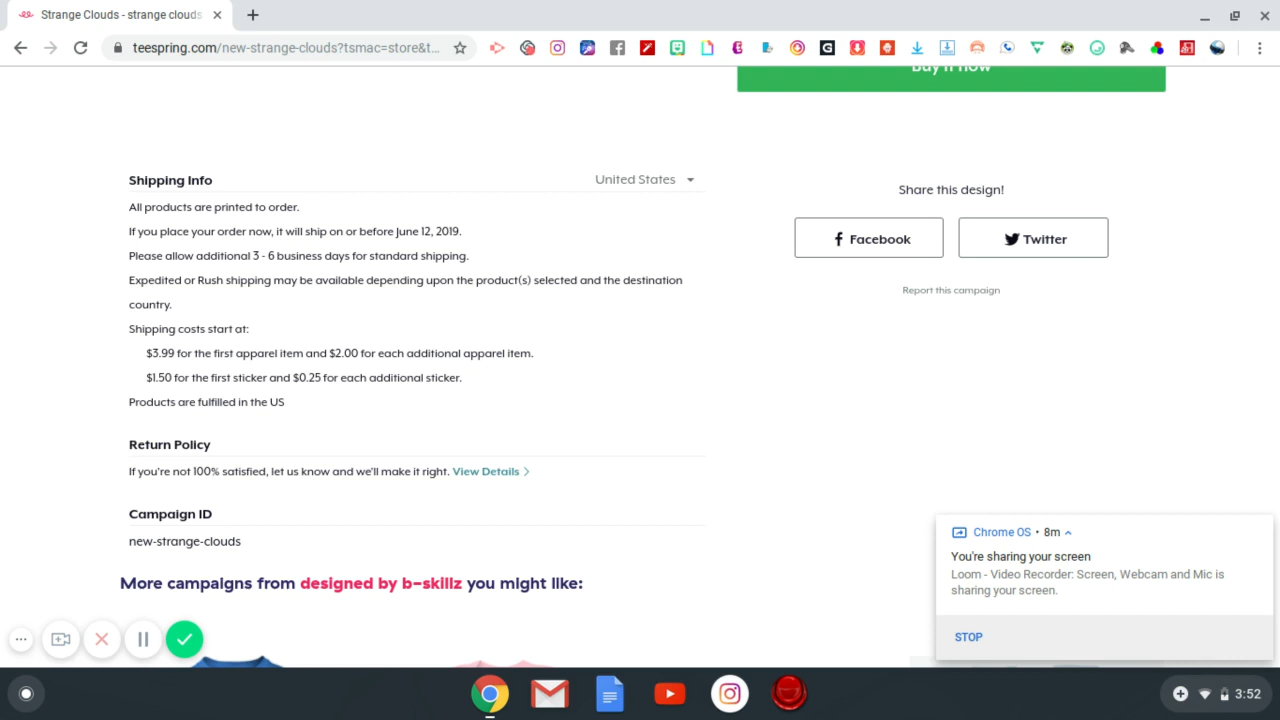 Strange Clouds - strange clouds
teespring.com/new-strange-clouds?tsmac=store&t...
Buy it now
Shipping Info
United States
All products are printed to order.
If you place your order now, it will ship on or before June 12, 2019.
Please allow additional 3 - 6 business days for standard shipping.
Expedited or Rush shipping may be available depending upon the product(s) selected and the destination
country.
Shipping costs start at:
$3.99 for the first apparel item and $2.00 for each additional apparel item.
$1.50 for the first sticker and $0.25 for each additional sticker.
Products are fulfilled in the US
Share this design!
Facebook
Twitter
Report this campaign
Return Policy
If you're not 100% satisfied, let us know and we'll make it right. View Details >
Campaign ID
new-strange-clouds
More campaigns from designed by b-skillz you might like:
Chrome OS • 8m
You're sharing your screen
Loom - Video Recorder: Screen, Webcam and Mic is
sharing your screen.
STOP
3:52